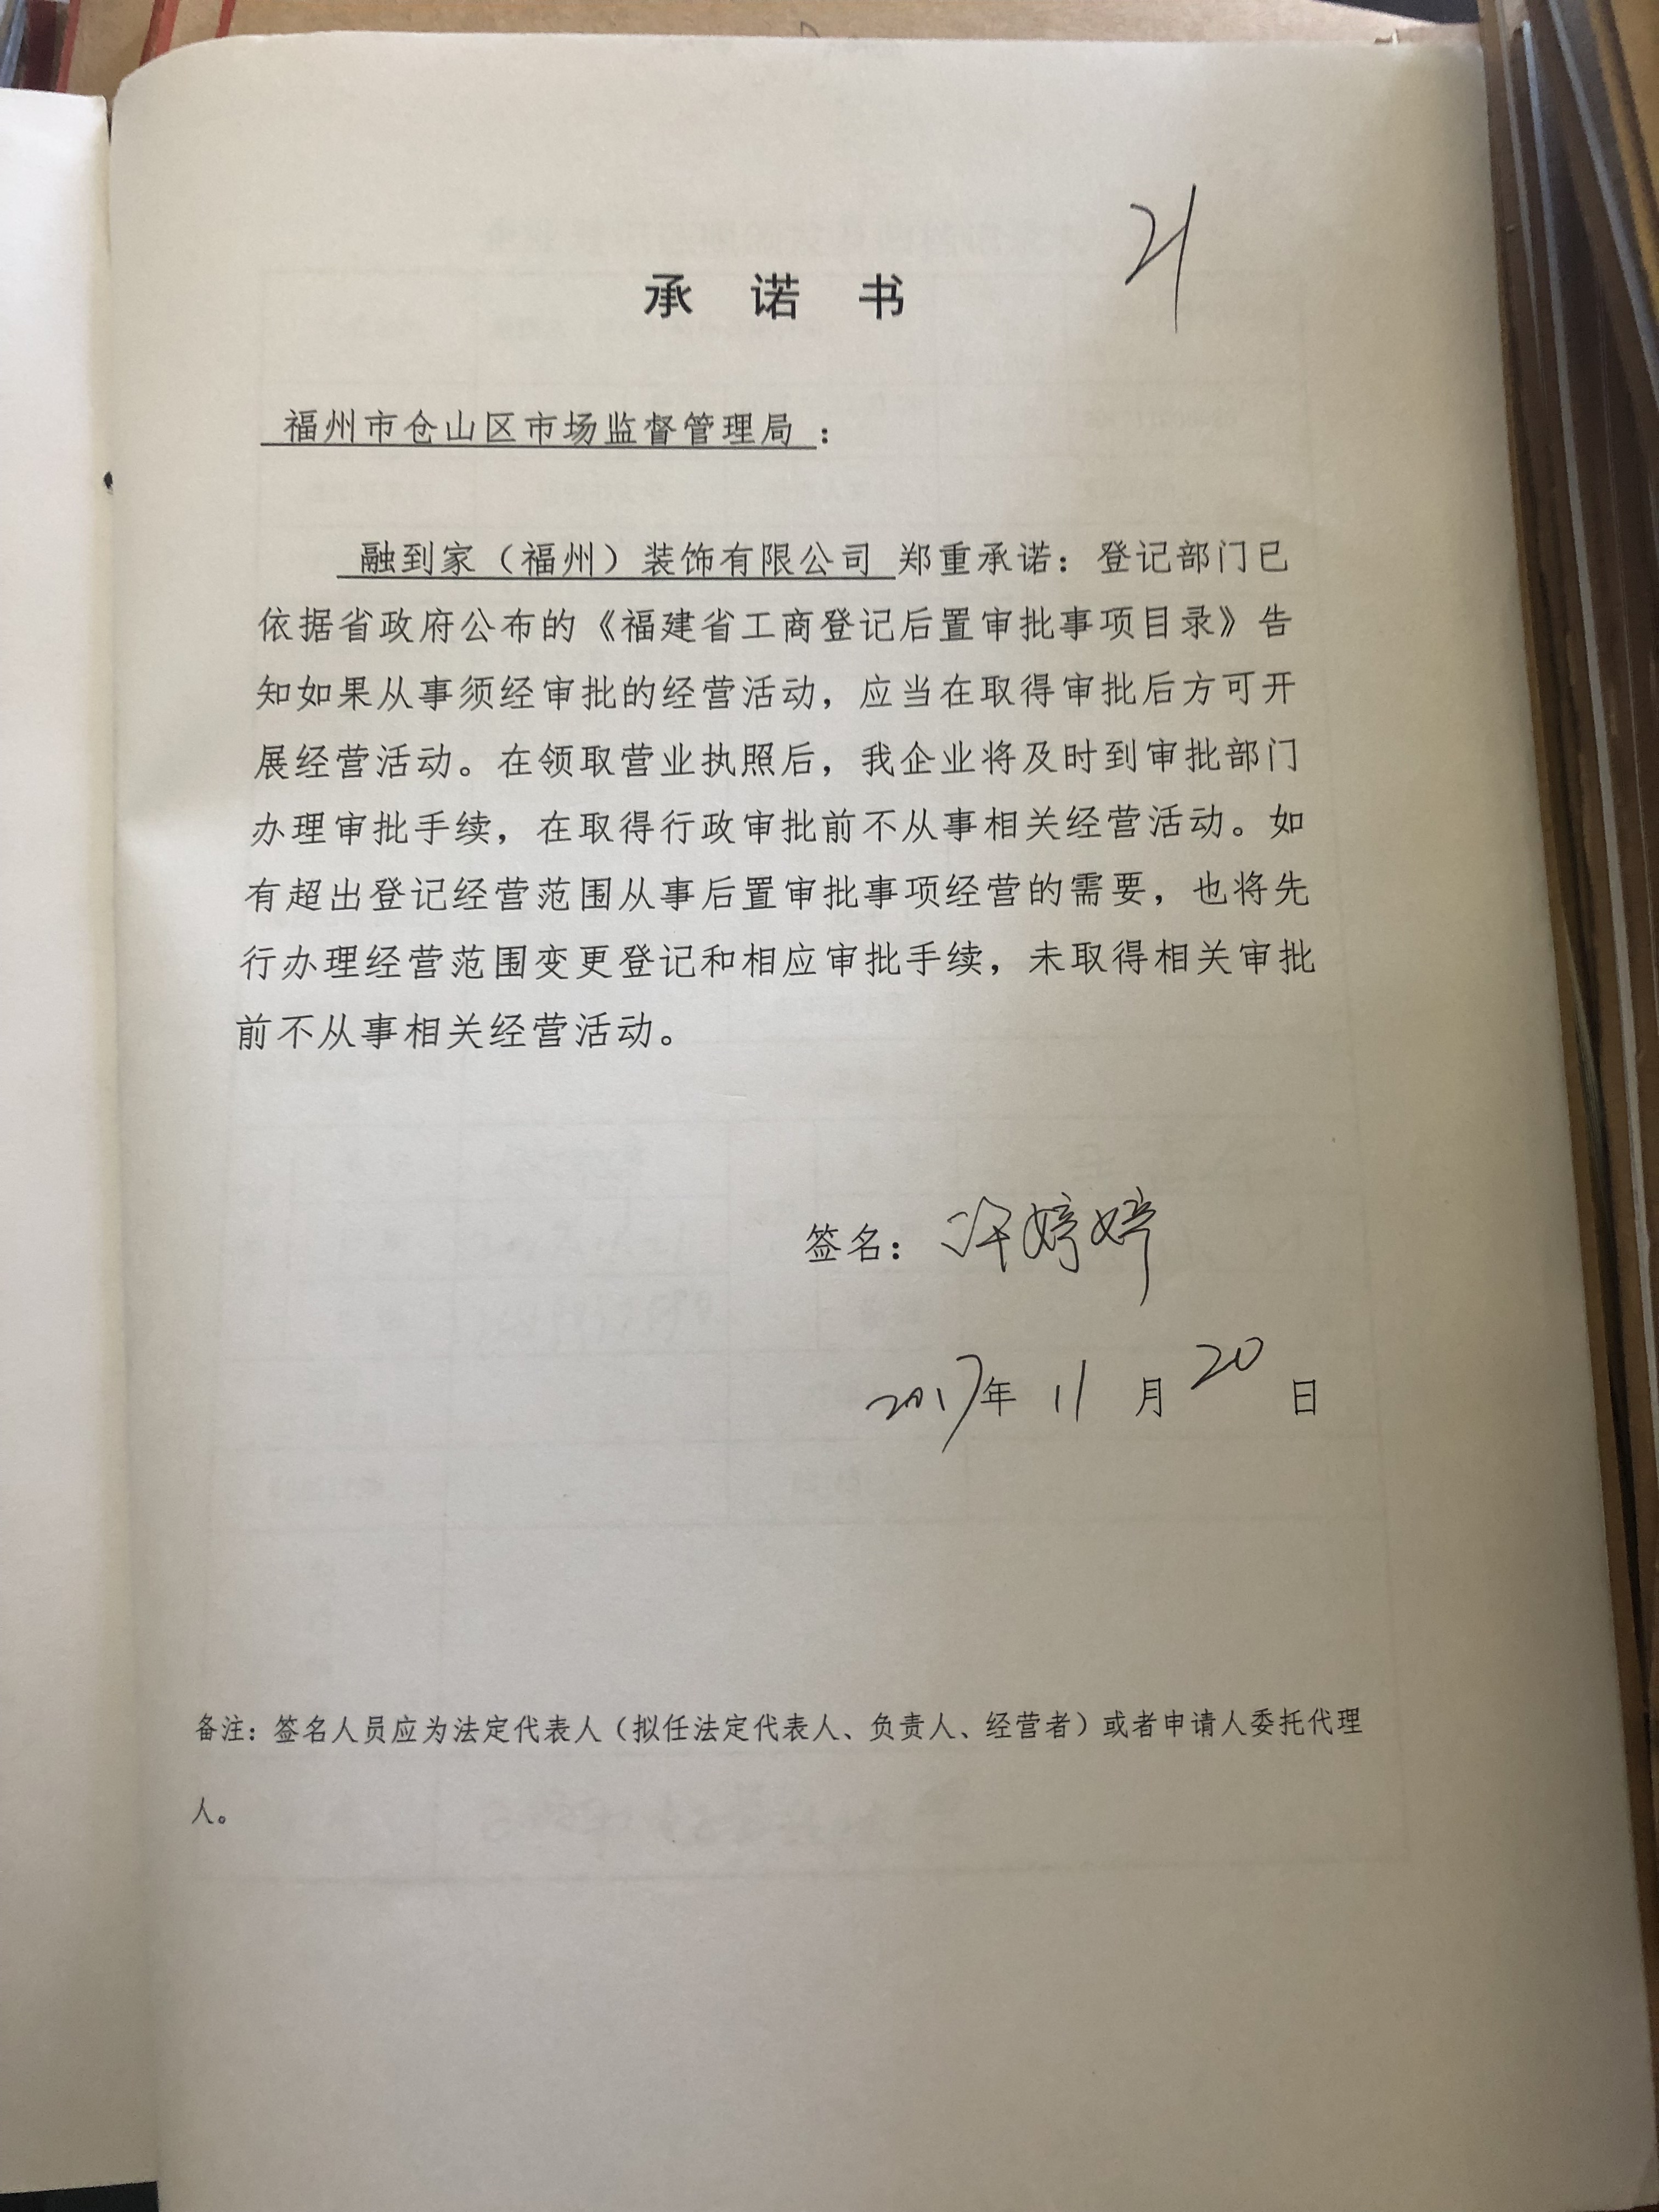 21
承 诺 书
福州市仓山区市场监督管理局：
融到家（福州）装饰有限公司 郑重承诺：登记部门已
依据省政府公布的《福建省工商登记后置审批事项目录》告
知如果从事须经审批的经营活动，应当在取得审批后方可开
展经营活动。在领取营业执照后，我企业将及时到审批部门
办理审批手续，在取得行政审批前不从事相关经营活动。如
有超出登记经营范围从事后置审批事项经营的需要，也将先
行办理经营范围变更登记和相应审批手续，未取得相关审批
前不从事相关经营活动。
签名：许婷婷
2017年 11 月 20 日
备注：签名人员应为法定代表人（拟任法定代表人、负责人、经营者）或者申请人委托代理
人。